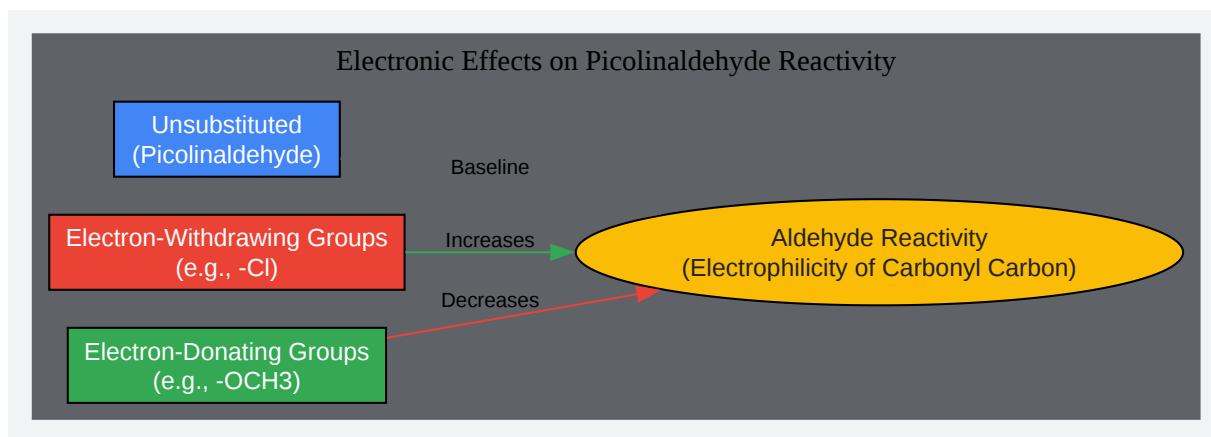 Electronic Effects on Picolinaldehyde Reactivity
Unsubstituted
(Picolinaldehyde)
Baseline
Electron-Withdrawing Groups
(e.g., -Cl)
Increases
Aldehyde Reactivity
(Electrophilicity of Carbonyl Carbon)
Decreases
Electron-Donating Groups
(e.g., -OCH3)